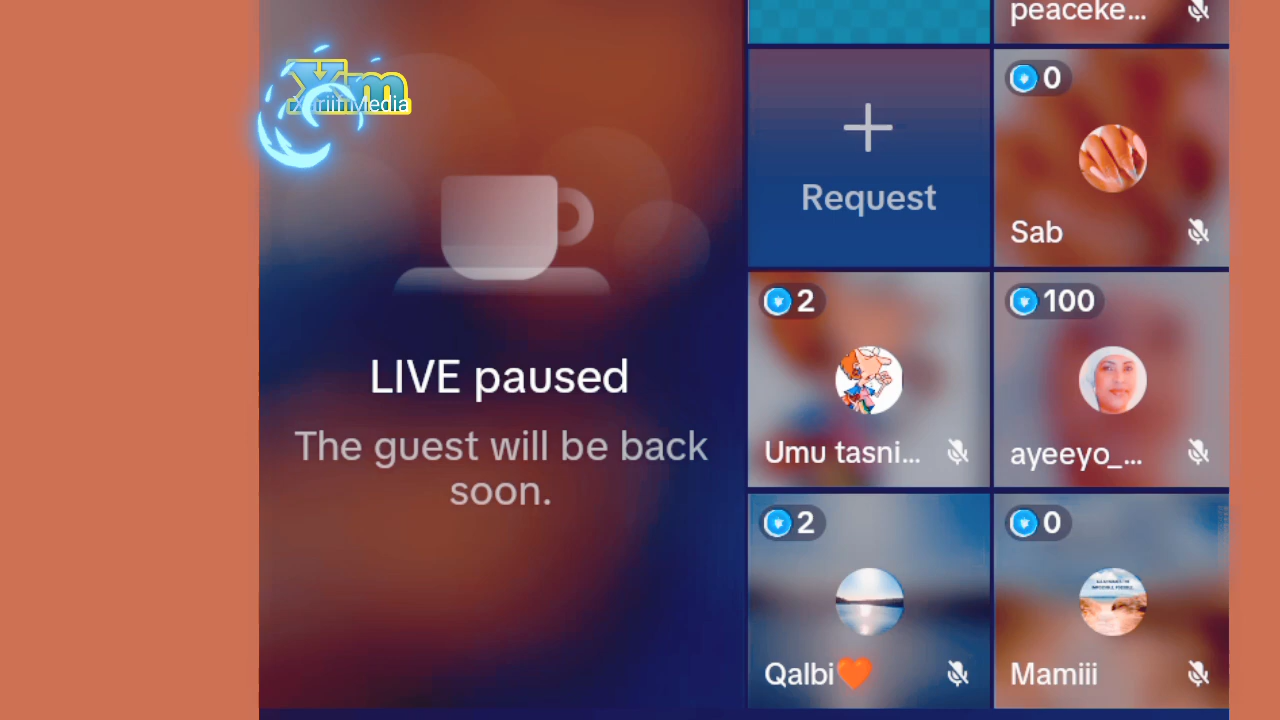 peaceke...
Xm
XariifMedia
0
Request
Sab
LIVE paused
The guest will be back
soon.
2
100
Umu tasni...
ayeeyo_...
2
0
Qalbi🧡
Mamiii